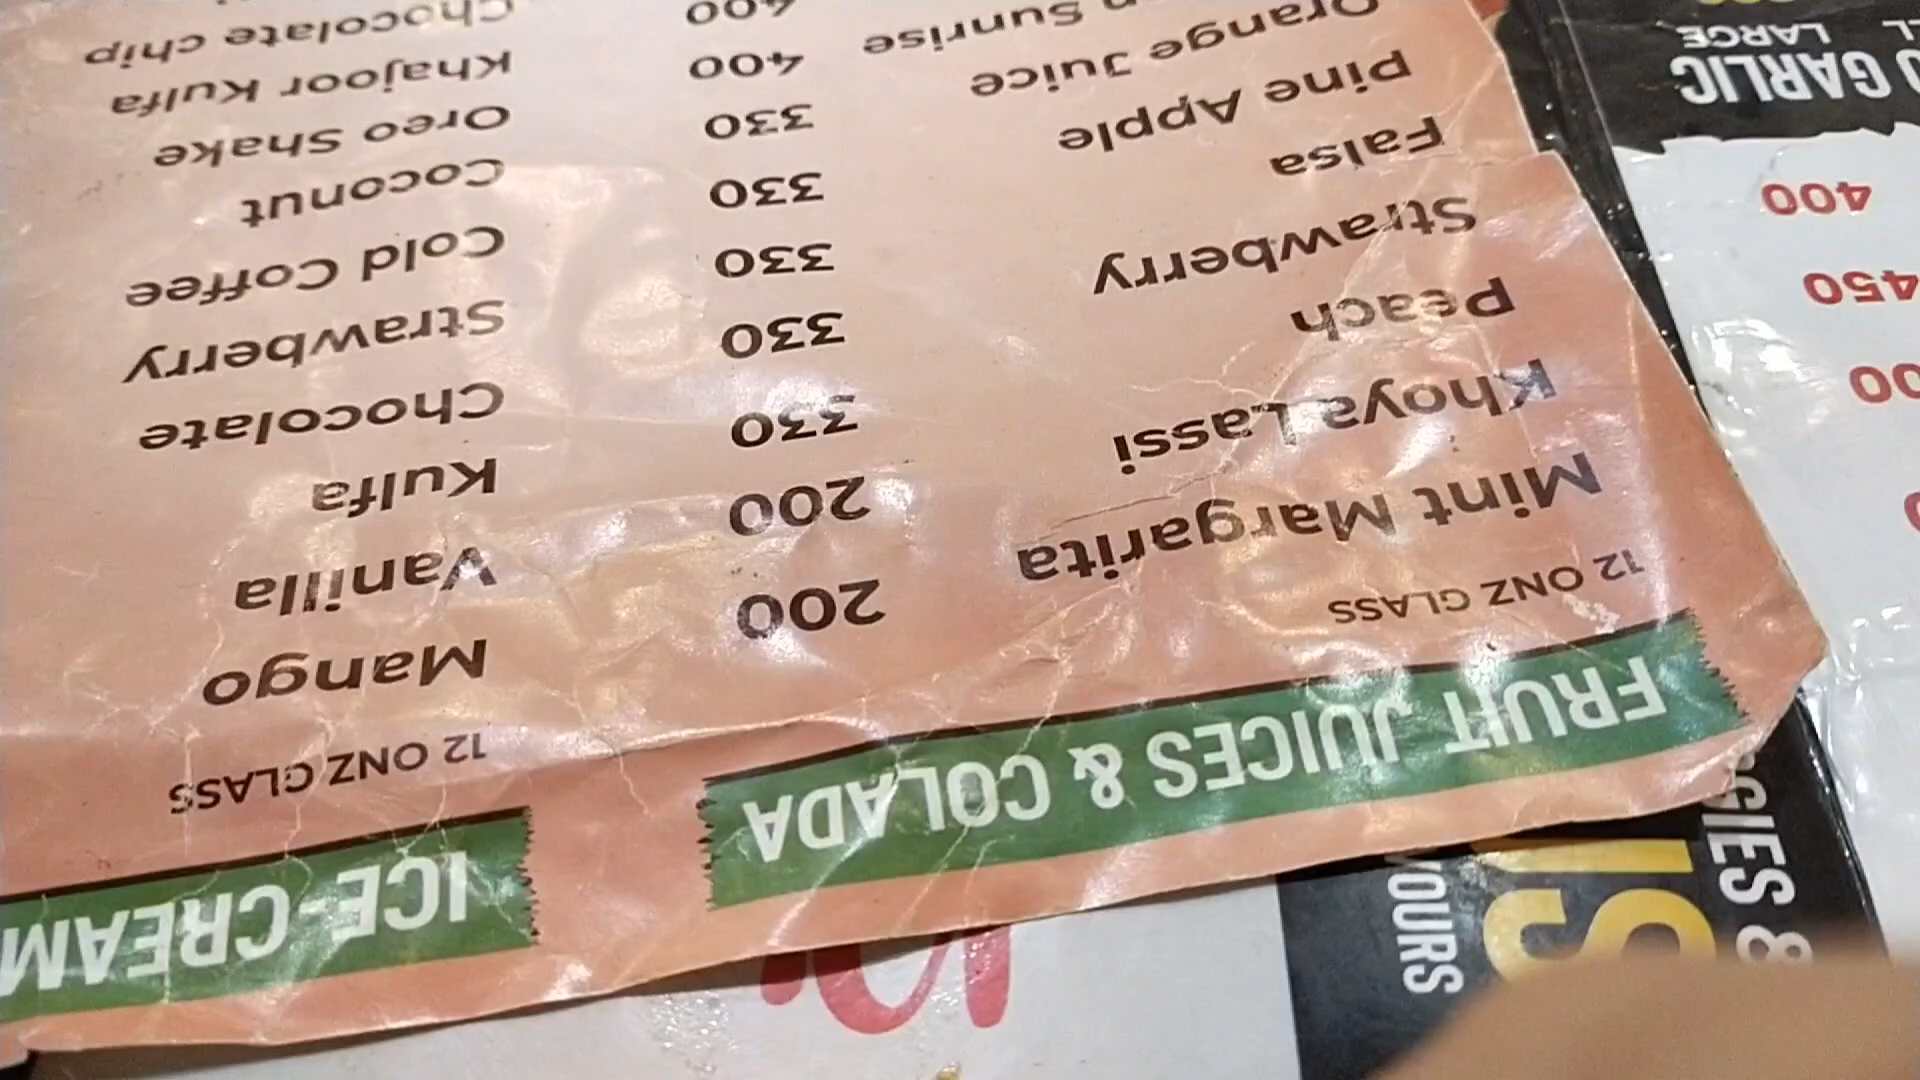 FRUIT JUICES & COLADA
12 ONZ GLASS
Mint Margarita 200
Khoya Lassi 200
Peach 330
Strawberry 330
Falsa 330
Pine Apple 330
Orange Juice 330
Sunrise 400
400
ICE-CREAM
12 ONZ GLASS
Mango
Vanilla
Kulfa
Chocolate
Strawberry
Cold Coffee
Coconut
Oreo Shake
Khajoor Kulfa
Chocolate chip
GARLIC
LARGE
400
450